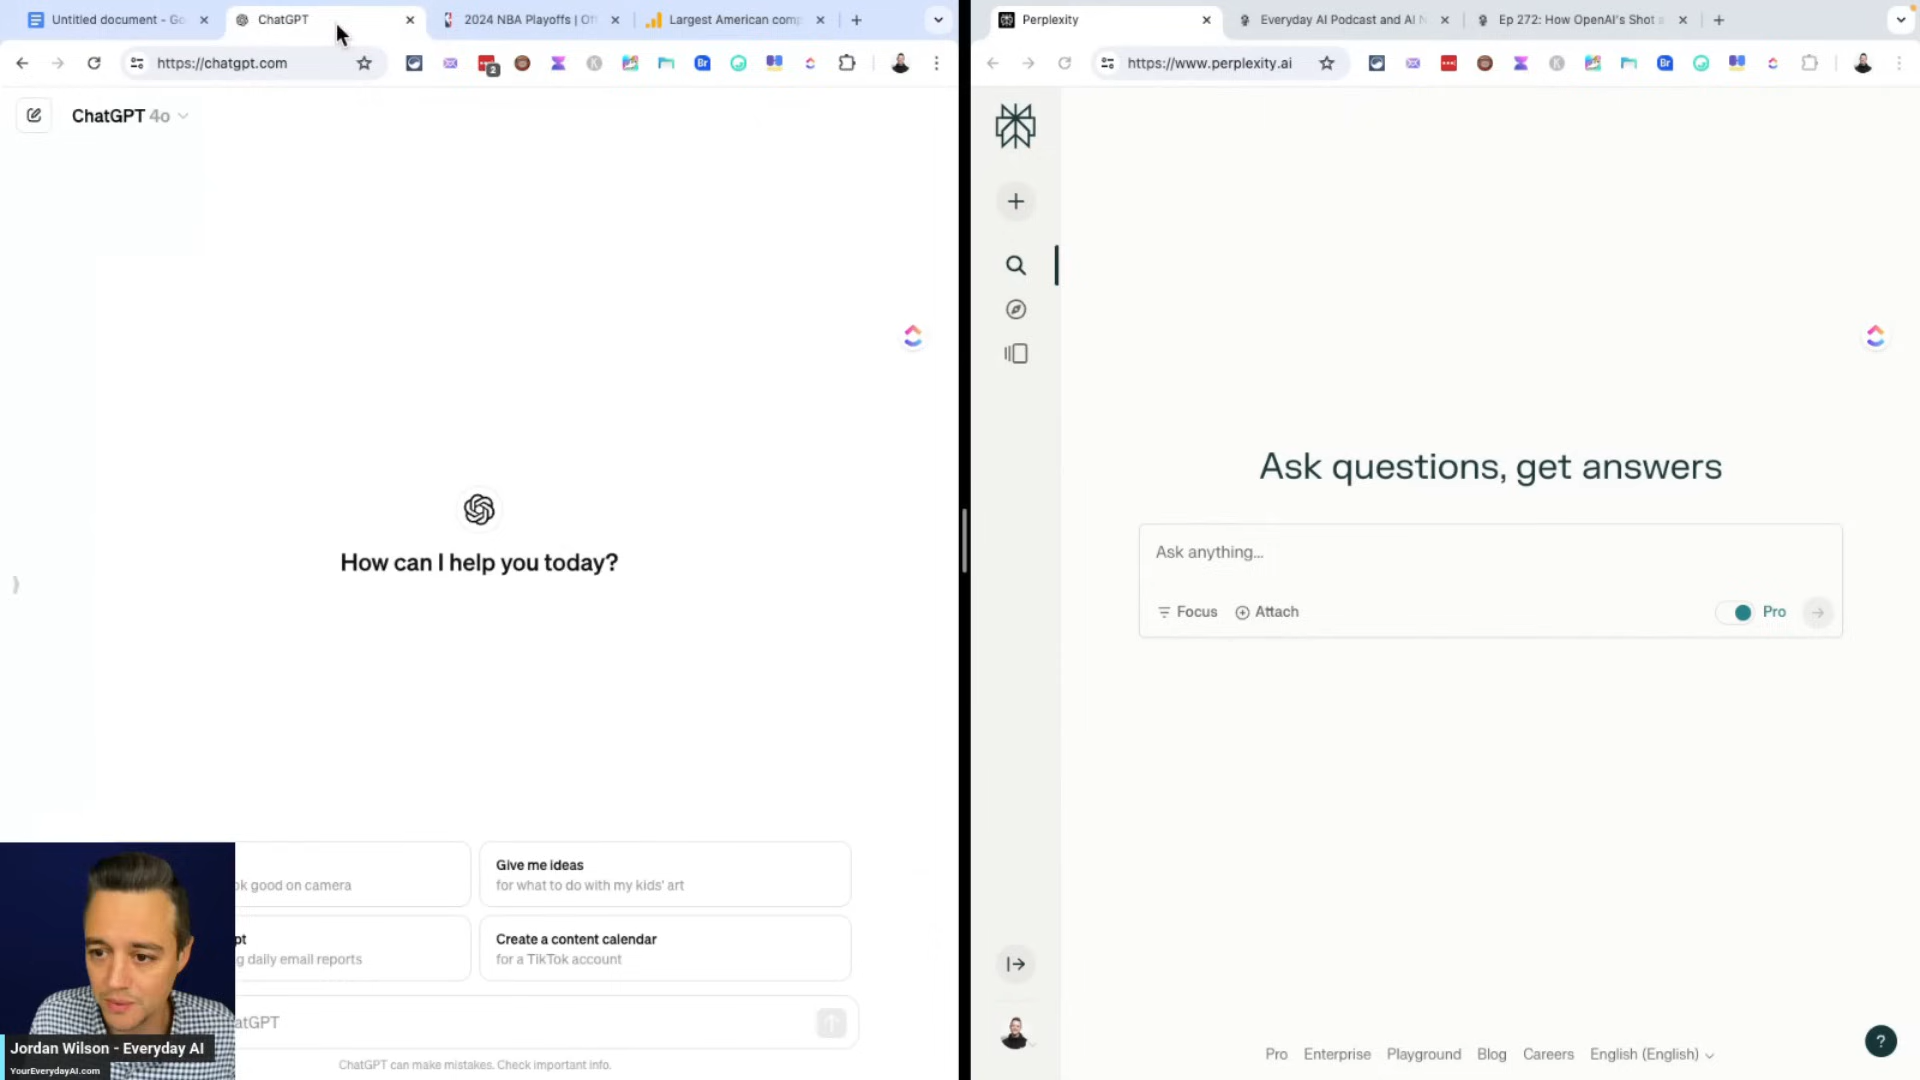 Untitled document - Go
ChatGPT
2024 NBA Playoffs | Of
Largest American comp
https://chatgpt.com
2
ChatGPT 4o
How can I help you today?
ok good on camera
Give me ideas
for what to do with my kids' art
pt
g daily email reports
Create a content calendar
for a TikTok account
atGPT
ChatGPT can make mistakes. Check important info.
Jordan Wilson - Everyday AI
YourEverydayAI.com
Perplexity
Everyday AI Podcast and AI N
Ep 272: How OpenAI's Shot a
https://www.perplexity.ai
Br
Br
Ask questions, get answers
Ask anything...
Focus
Attach
Pro
Pro
Enterprise
Playground
Blog
Careers
English (English)
?